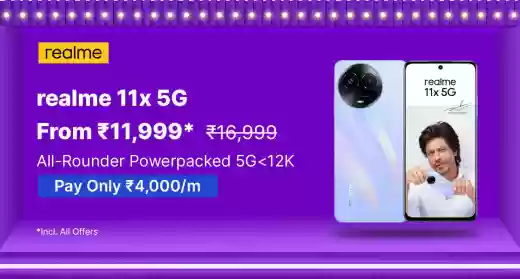 realme
realme 11x 5G
From ₹11,999* ₹16,999
All-Rounder Powerpacked 5G<12K
Pay Only ₹4,000/m
*Incl. All Offers
realme
11x 5G